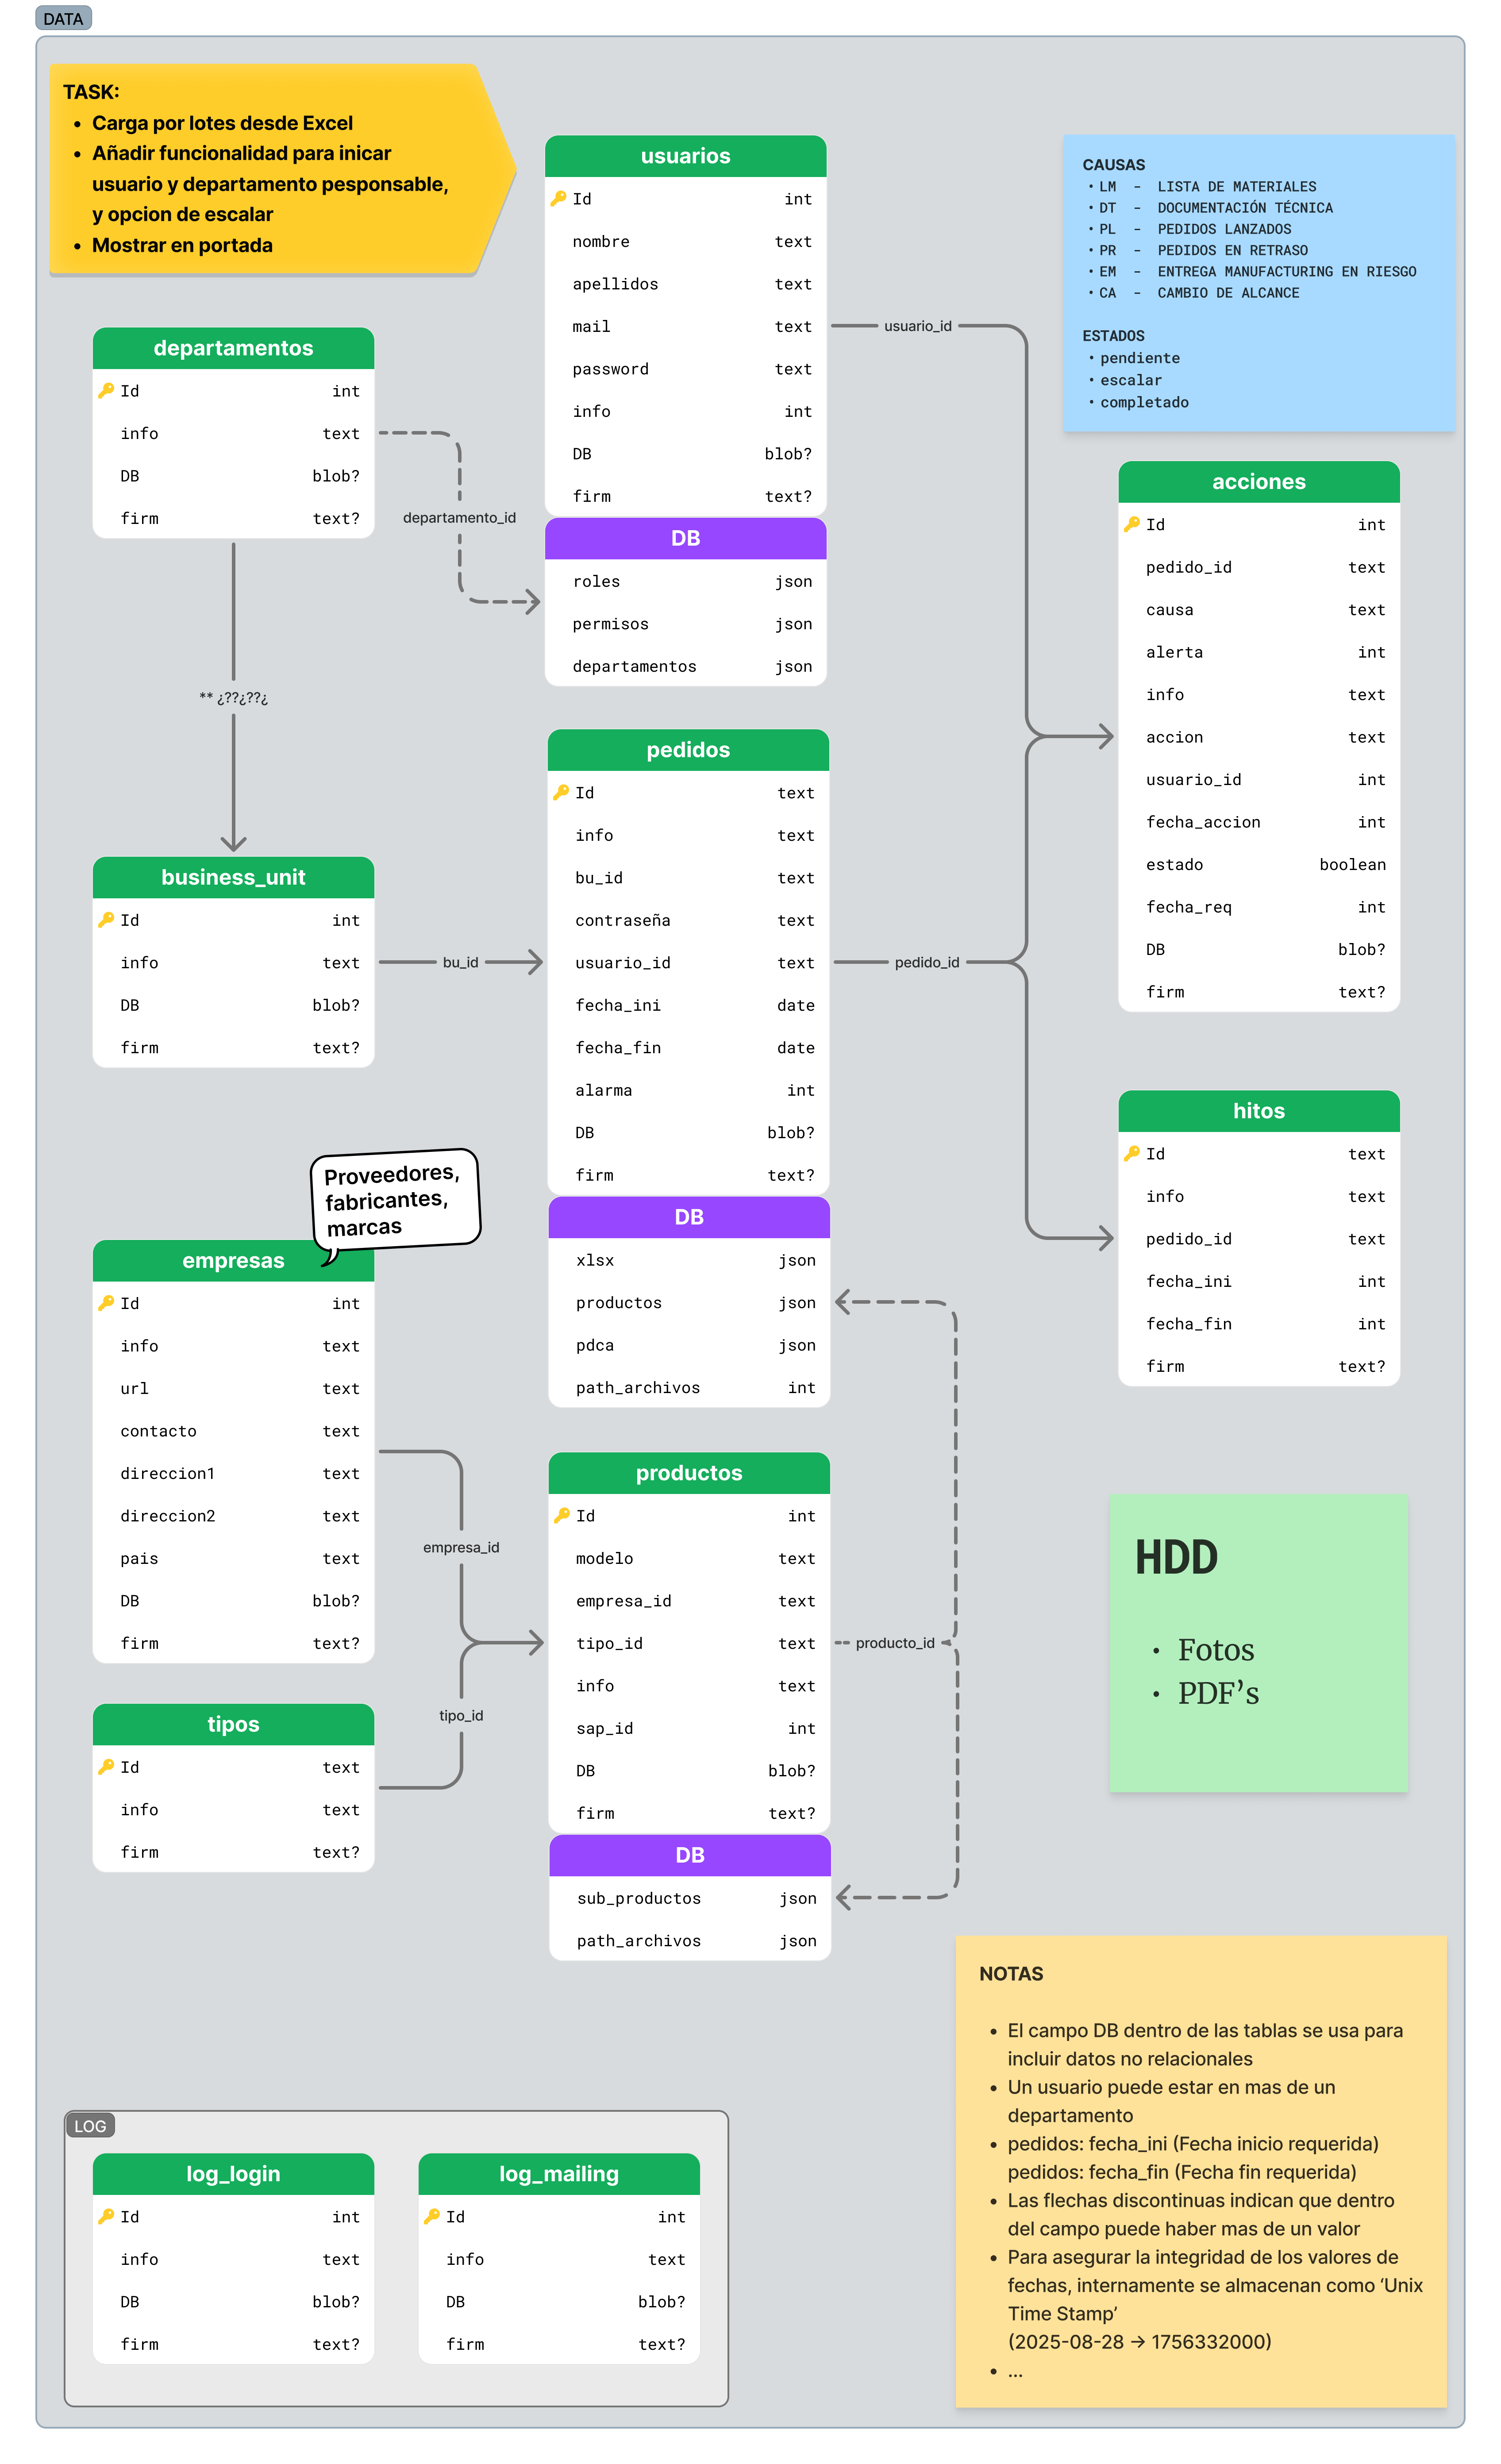 DATA
TASK:
• Carga por lotes desde Excel
• Añadir funcionalidad para inicar
usuario y departamento pesponsable,
y opcion de escalar
• Mostrar en portada
usuarios
Id int
nombre text
apellidos text
mail text
password text
info int
DB blob?
firm text?
DB
roles json
permisos json
departamentos json
CAUSAS
• LM - LISTA DE MATERIALES
• DT - DOCUMENTACIÓN TÉCNICA
• PL - PEDIDOS LANZADOS
• PR - PEDIDOS EN RETRASO
• EM - ENTREGA MANUFACTURING EN RIESGO
• CA - CAMBIO DE ALCANCE
ESTADOS
• pendiente
• escalar
• completado
departamentos
Id int
info text
DB blob?
firm text?
departamento_id
usuario_id
** ¿??¿??¿
acciones
Id int
pedido_id text
causa text
alerta int
info text
accion text
usuario_id int
fecha_accion int
estado boolean
fecha_req int
DB blob?
firm text?
pedidos
Id text
info text
bu_id text
contraseña text
usuario_id text
fecha_ini date
fecha_fin date
alarma int
DB blob?
firm text?
DB
xlsx json
productos json
pdca json
path_archivos int
business_unit
Id int
info text
DB blob?
firm text?
bu_id
pedido_id
hitos
Id text
info text
pedido_id text
fecha_ini int
fecha_fin int
firm text?
Proveedores,
fabricantes,
marcas
empresas
Id int
info text
url text
contacto text
direccion1 text
direccion2 text
pais text
DB blob?
firm text?
empresa_id
tipo_id
tipos
Id text
info text
firm text?
productos
Id int
modelo text
empresa_id text
tipo_id text
info text
sap_id int
DB blob?
firm text?
DB
sub_productos json
path_archivos json
producto_id
HDD
• Fotos
• PDF’s
NOTAS
• El campo DB dentro de las tablas se usa para
incluir datos no relacionales
• Un usuario puede estar en mas de un
departamento
• pedidos: fecha_ini (Fecha inicio requerida)
pedidos: fecha_fin (Fecha fin requerida)
• Las flechas discontinuas indican que dentro
del campo puede haber mas de un valor
• Para asegurar la integridad de los valores de
fechas, internamente se almacenan como ‘Unix
Time Stamp’
(2025-08-28 → 1756332000)
• ...
LOG
log_login
Id int
info text
DB blob?
firm text?
log_mailing
Id int
info text
DB blob?
firm text?